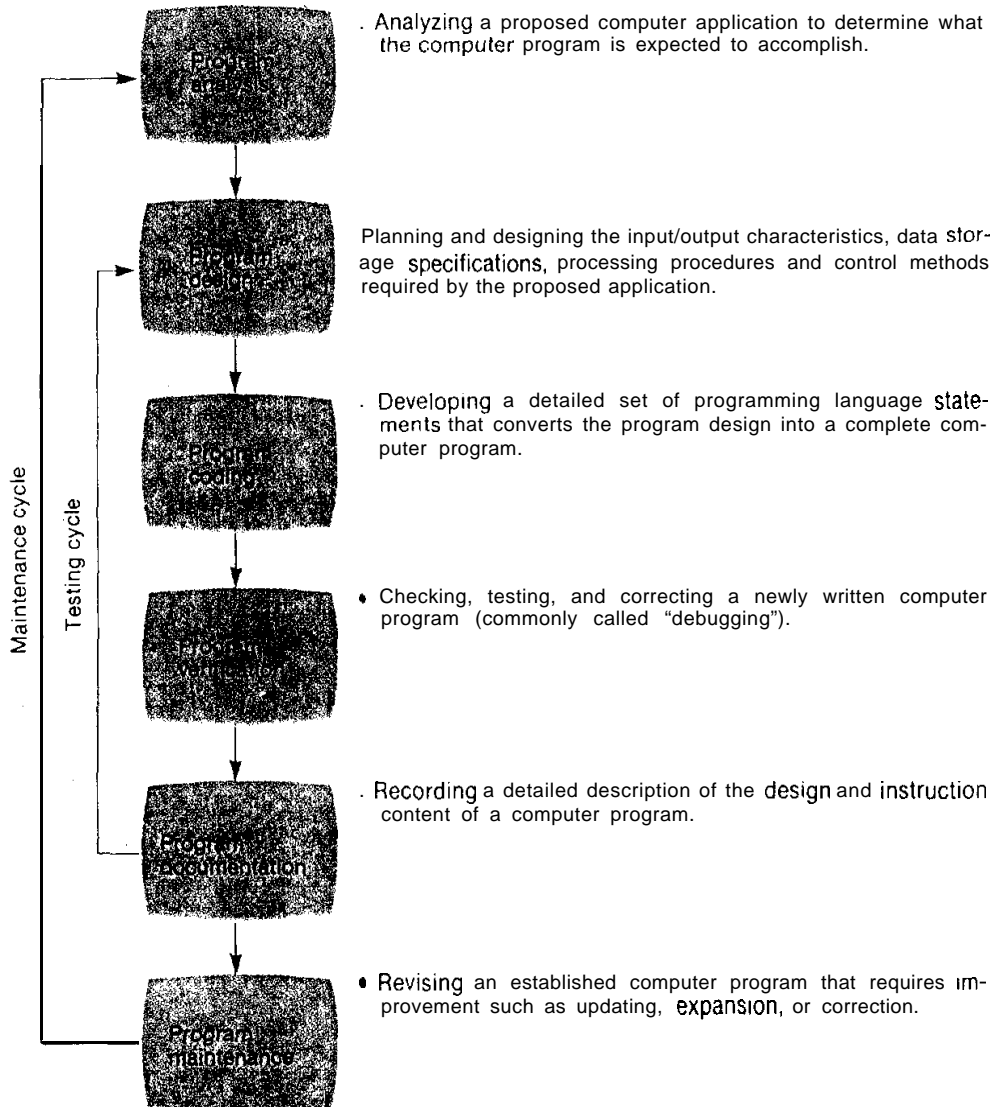 . Analyzing a proposed computer application to determine what
the computer program is expected to accomplish.
Program
analysis
Planning and designing the input/output characteristics, data stor-
age specifications, processing procedures and control methods
required by the proposed application.
Program
design
. Developing a detailed set of programming language state-
ments that converts the program design into a complete com-
puter program.
Program
coding
• Checking, testing, and correcting a newly written computer
program (commonly called "debugging").
Program
verification
. Recording a detailed description of the design and instruction
content of a computer program.
Program
documentation
• Revising an established computer program that requires im-
provement such as updating, expansion, or correction.
Program
maintenance
Maintenance cycle
Testing cycle